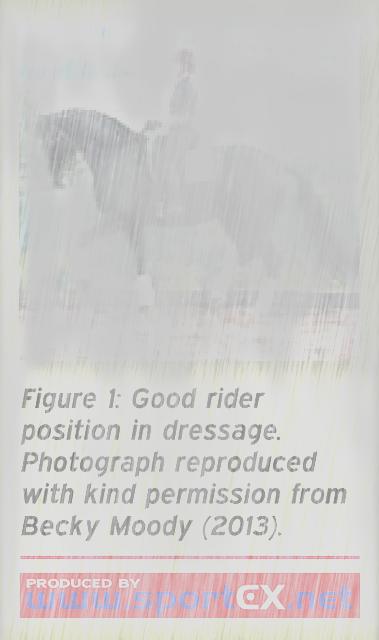 Figure 1: Good rider
position in dressage.
Photograph reproduced
with kind permission from
Becky Moody (2013).
PRODUCED BY
www.sportEX.net